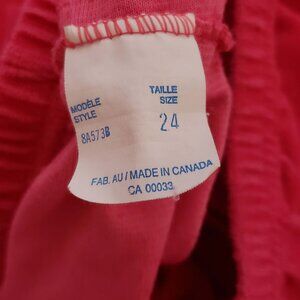 MODÈLE
STYLE
8A573B
TAILLE
SIZE
24
FAB. AU / MADE IN CANADA
CA 00033